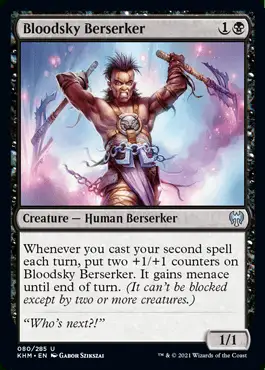 Bloodsky Berserker 1
Creature — Human Berserker
Whenever you cast your second spell
each turn, put two +1/+1 counters on
Bloodsky Berserker. It gains menace
until end of turn. (It can't be blocked
except by two or more creatures.)
"Who's next?!"
1/1
080/285 U
KHM • EN Gabor Szikszai
™ & © 2021 Wizards of the Coast